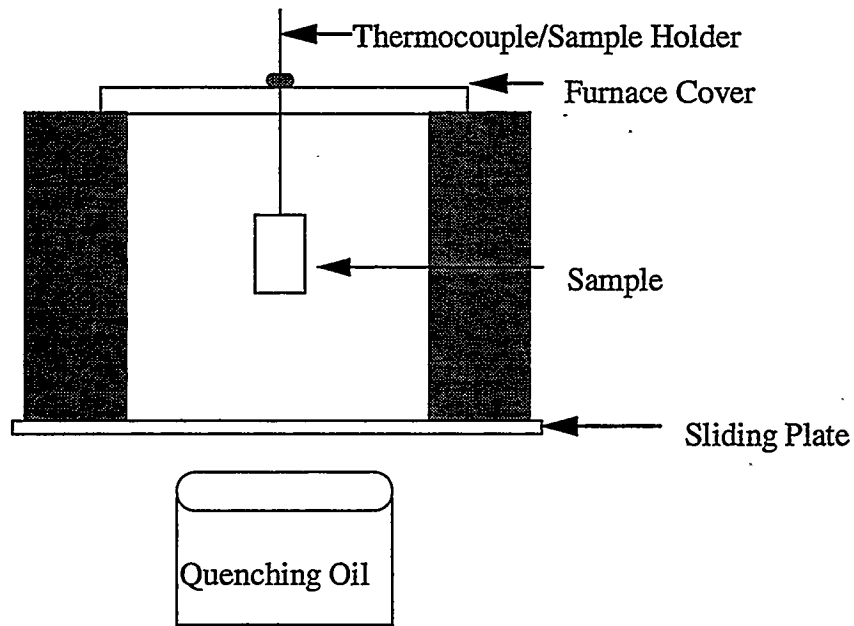 Thermocouple/Sample Holder
Furnace Cover
Sample
Sliding Plate
Quenching Oil